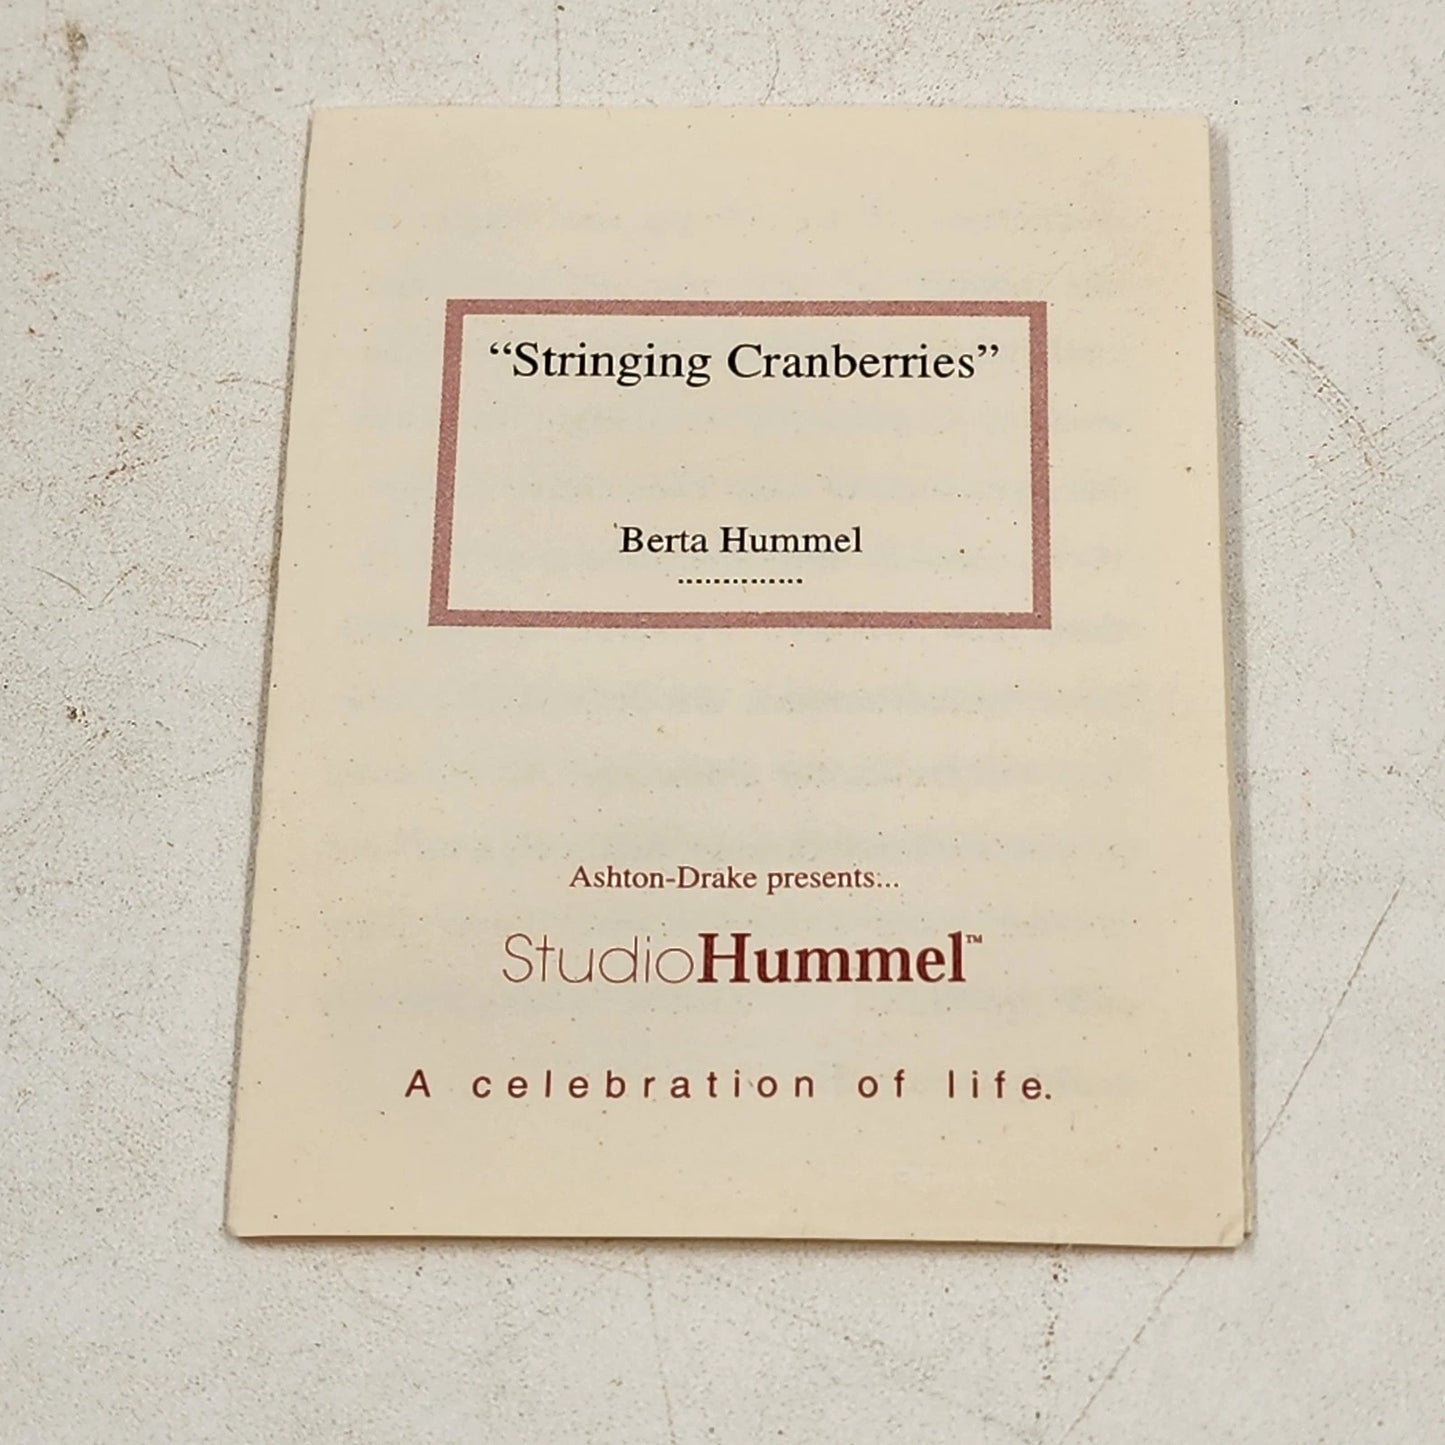 “Stringing Cranberries”
Berta Hummel
Ashton-Drake presents...
StudioHummel™
A celebration of life.